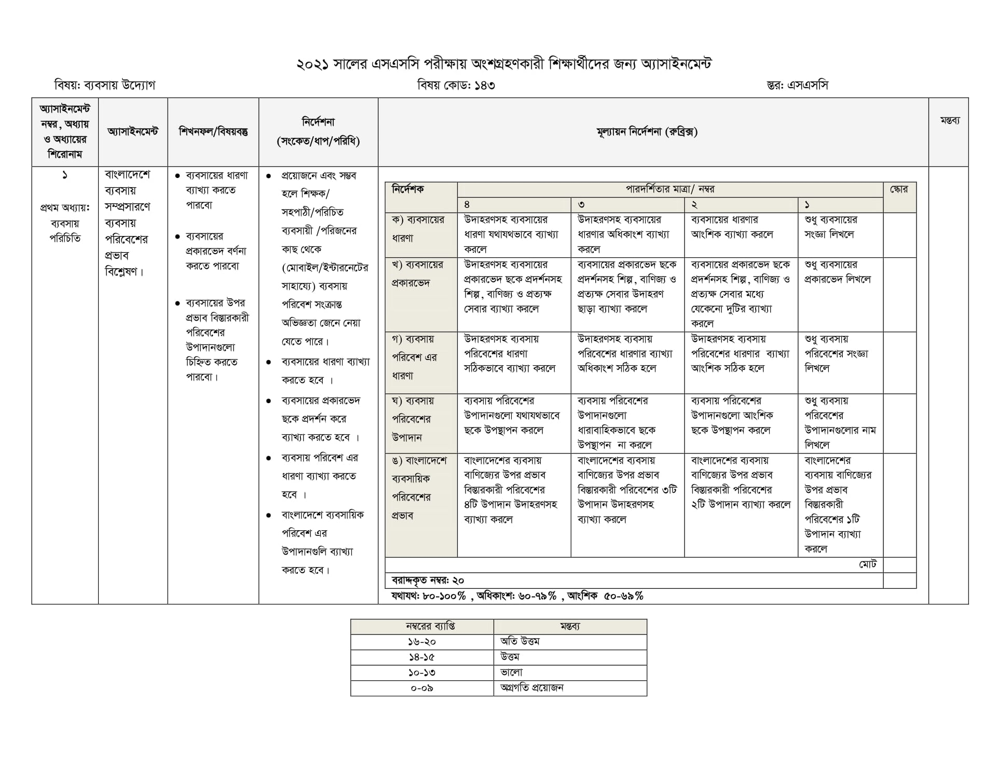 ২০২১ সালের এসএসসি পরীক্ষায় অংশগ্রহণকারী শিক্ষার্থীদের জন্য অ্যাসাইনমেন্ট
বিষয়: ব্যবসায় উদ্যোগ
বিষয় কোড: ১৪৩
স্তর: এসএসসি
অ্যাসাইনমেন্ট
নম্বর, অধ্যায়
ও অধ্যায়ের
শিরোনাম
অ্যাসাইনমেন্ট
শিখনফল/বিষয়বস্তু
নির্দেশনা
(সংকেত/ধাপ/পরিধি)
মূল্যায়ন নির্দেশনা (রুব্রিক্স)
মন্তব্য
১
প্রথম অধ্যায়:
ব্যবসায়
পরিচিতি
বাংলাদেশে
ব্যবসায়
সম্প্রসারণে
ব্যবসায়
পরিবেশের
প্রভাব
বিশ্লেষণ।
● ব্যবসায়ের ধারণা
ব্যাখ্যা করতে
পারবো
● ব্যবসায়ের
প্রকারভেদ বর্ণনা
করতে পারবো
● ব্যবসায়ের উপর
প্রভাব বিস্তারকারী
পরিবেশের
উপাদানগুলো
চিহ্নিত করতে
পারবো।
● প্রয়োজনে এবং সম্ভব
হলে শিক্ষক/
সহপাঠী/পরিচিত
ব্যবসায়ী /পরিজনের
কাছ থেকে
(মোবাইল/ইন্টারনেটের
সাহায্যে) ব্যবসায়
পরিবেশ সংক্রান্ত
অভিজ্ঞতা জেনে নেয়া
যেতে পারে।
● ব্যবসায়ের ধারণা ব্যাখ্যা
করতে হবে ।
● ব্যবসায়ের প্রকারভেদ
ছকে প্রদর্শন করে
ব্যাখ্যা করতে হবে ।
● ব্যবসায় পরিবেশ এর
ধারণা ব্যাখ্যা করতে
হবে ।
● বাংলাদেশে ব্যবসায়িক
পরিবেশ এর
উপাদানগুলি ব্যাখ্যা
করতে হবে।
নির্দেশক
পারদর্শিতার মাত্রা/ নম্বর
স্কোর
৪
৩
২
১
ক) ব্যবসায়ের
ধারণা
উদাহরণসহ ব্যবসায়ের
ধারণা যথাযথভাবে ব্যাখ্যা
করলে
উদাহরণসহ ব্যবসায়ের
ধারণার অধিকাংশ ব্যাখ্যা
করলে
ব্যবসায়ের ধারণার
আংশিক ব্যাখ্যা করলে
শুধু ব্যবসায়ের
সংজ্ঞা লিখলে
খ) ব্যবসায়ের
প্রকারভেদ
উদাহরণসহ ব্যবসায়ের
প্রকারভেদ ছকে প্রদর্শনসহ
শিল্প, বাণিজ্য ও প্রত্যক্ষ
সেবার ব্যাখ্যা করলে
ব্যবসায়ের প্রকারভেদ ছকে
প্রদর্শনসহ শিল্প, বাণিজ্য ও
প্রত্যক্ষ সেবার উদাহরণ
ছাড়া ব্যাখ্যা করলে
ব্যবসায়ের প্রকারভেদ ছকে
প্রদর্শনসহ শিল্প, বাণিজ্য ও
প্রত্যক্ষ সেবার মধ্যে
যেকেনো দুটির ব্যাখ্যা
করলে
শুধু ব্যবসায়ের
প্রকারভেদ লিখলে
গ) ব্যবসায়
পরিবেশ এর
ধারণা
উদাহরণসহ ব্যবসায়
পরিবেশের ধারণা
সঠিকভাবে ব্যাখ্যা করলে
উদাহরণসহ ব্যবসায়
পরিবেশের ধারণার ব্যাখ্যা
অধিকাংশ সঠিক হলে
উদাহরণসহ ব্যবসায়
পরিবেশের ধারণার ব্যাখ্যা
আংশিক সঠিক হলে
শুধু ব্যবসায়
পরিবেশের সংজ্ঞা
লিখলে
ঘ) ব্যবসায়
পরিবেশের
উপাদান
ব্যবসায় পরিবেশের
উপাদানগুলো যথাযথভাবে
ছকে উপস্থাপন করলে
ব্যবসায় পরিবেশের
উপাদানগুলো
ধারাবাহিকভাবে ছকে
উপস্থাপন না করলে
ব্যবসায় পরিবেশের
উপাদানগুলো আংশিক
ছকে উপস্থাপন করলে
শুধু ব্যবসায়
পরিবেশের
উপাদানগুলোর নাম
লিখলে
ঙ) বাংলাদেশে
ব্যবসায়িক
পরিবেশের
প্রভাব
বাংলাদেশের ব্যবসায়
বাণিজ্যের উপর প্রভাব
বিস্তারকারী পরিবেশের
৪টি উপাদান উদাহরণসহ
ব্যাখ্যা করলে
বাংলাদেশের ব্যবসায়
বাণিজ্যের উপর প্রভাব
বিস্তারকারী পরিবেশের ৩টি
উপাদান উদাহরণসহ
ব্যাখ্যা করলে
বাংলাদেশের ব্যবসায়
বাণিজ্যের উপর প্রভাব
বিস্তারকারী পরিবেশের
২টি উপাদান ব্যাখ্যা করলে
বাংলাদেশের
ব্যবসায় বাণিজ্যের
উপর প্রভাব
বিস্তারকারী
পরিবেশের ১টি
উপাদান ব্যাখ্যা
করলে
মোট
বরাদ্দকৃত নম্বর: ২০
যথাযথ: ৮০-১০০% , অধিকাংশ: ৬০-৭৯% , আংশিক ৫০-৬৯%
নম্বরের ব্যাপ্তি
মন্তব্য
১৬-২০
অতি উত্তম
১৪-১৫
উত্তম
১০-১৩
ভালো
০-০৯
অগ্রগতি প্রয়োজন